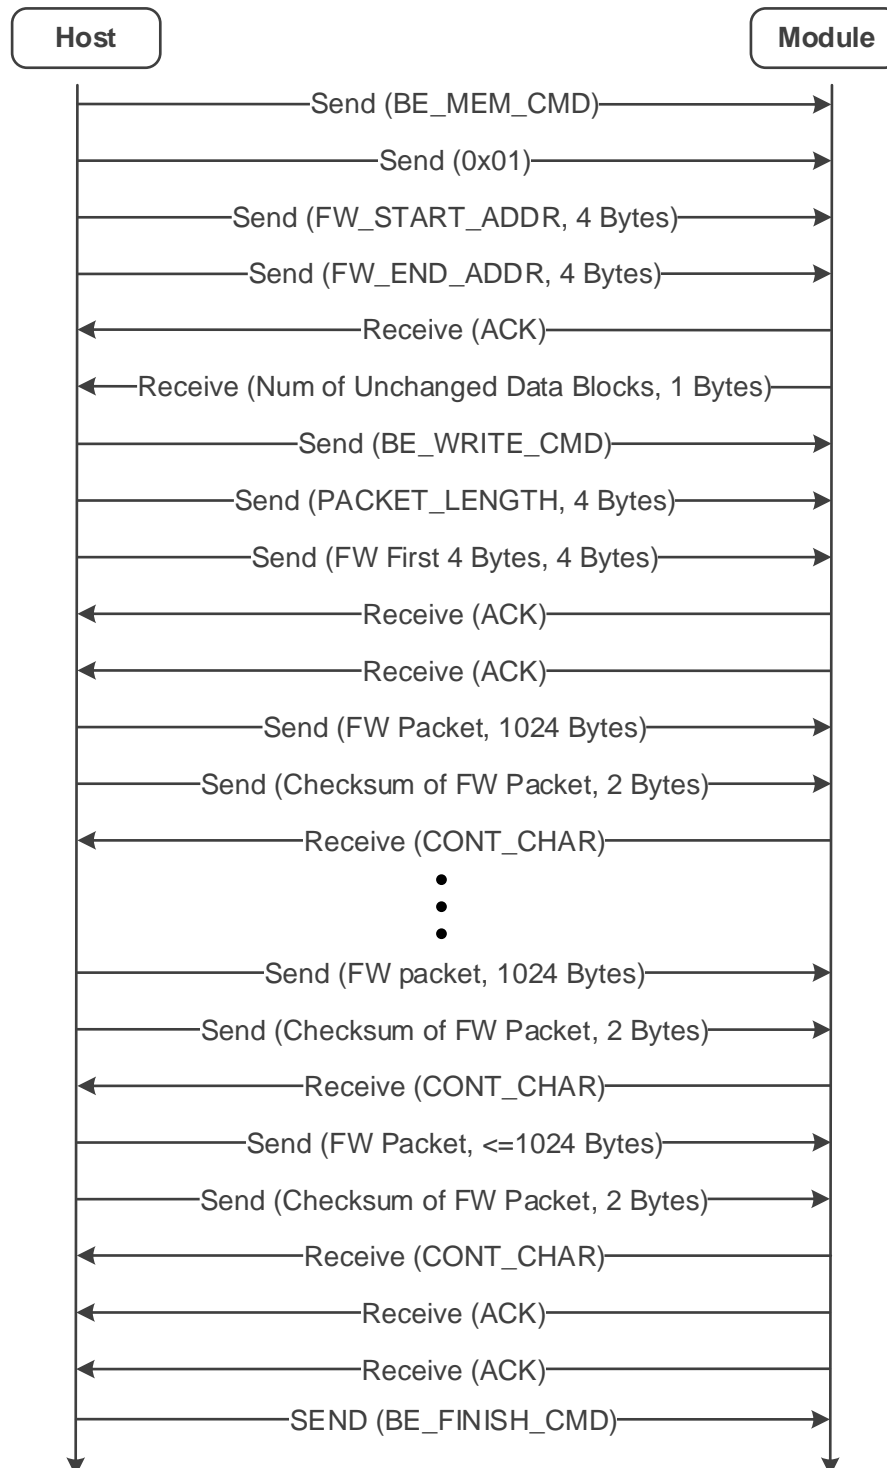 Host
Module
Send (BE_MEM_CMD)
Send (0x01)
Send (FW_START_ADDR, 4 Bytes)
Send (FW_END_ADDR, 4 Bytes)
Receive (ACK)
Receive (Num of Unchanged Data Blocks, 1 Bytes)
Send (BE_WRITE_CMD)
Send (PACKET_LENGTH, 4 Bytes)
Send (FW First 4 Bytes, 4 Bytes)
Receive (ACK)
Receive (ACK)
Send (FW Packet, 1024 Bytes)
Send (Checksum of FW Packet, 2 Bytes)
Receive (CONT_CHAR)
Send (FW packet, 1024 Bytes)
Send (Checksum of FW Packet, 2 Bytes)
Receive (CONT_CHAR)
Send (FW Packet, <=1024 Bytes)
Send (Checksum of FW Packet, 2 Bytes)
Receive (CONT_CHAR)
Receive (ACK)
Receive (ACK)
SEND (BE_FINISH_CMD)